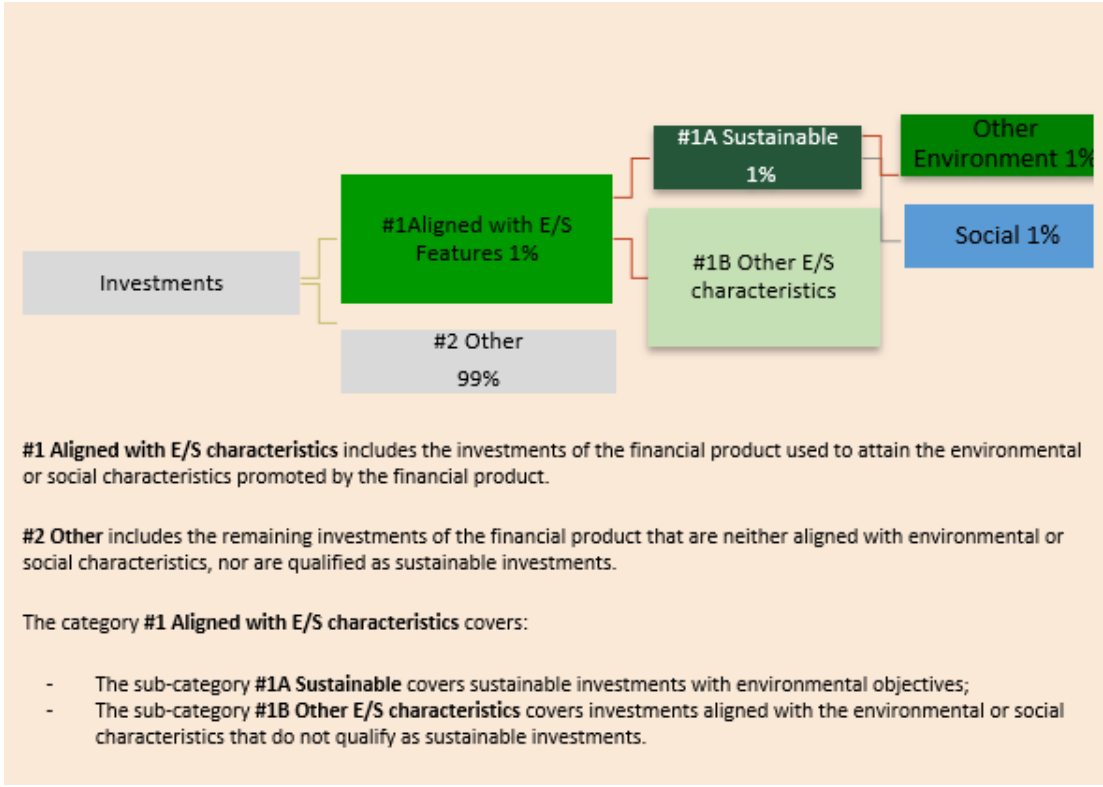 Investments
#1Aligned with E/S
Features 1%
#2 Other
99%
#1A Sustainable
1%
#1B Other E/S
characteristics
Other
Environment 1%
Social 1%
#1 Aligned with E/S characteristics includes the investments of the financial product used to attain the environmental
or social characteristics promoted by the financial product.
#2 Other includes the remaining investments of the financial product that are neither aligned with environmental or
social characteristics, nor are qualified as sustainable investments.
The category #1 Aligned with E/S characteristics covers:
- The sub-category #1A Sustainable covers sustainable investments with environmental objectives;
- The sub-category #1B Other E/S characteristics covers investments aligned with the environmental or social
characteristics that do not qualify as sustainable investments.